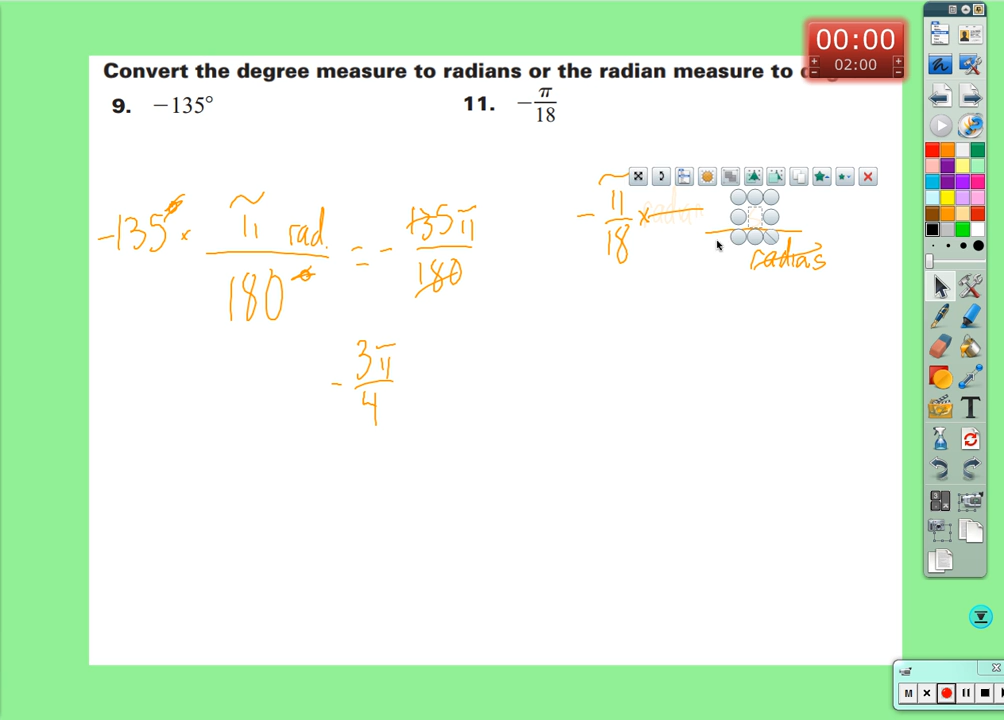 00:00
02:00
Convert the degree measure to radians or the radian measure to
9. −135°
11. −π/18
-135° × π rad. / 180° = - 135π / 180
- 3π / 4
- π / 18 ×
radias
T
M